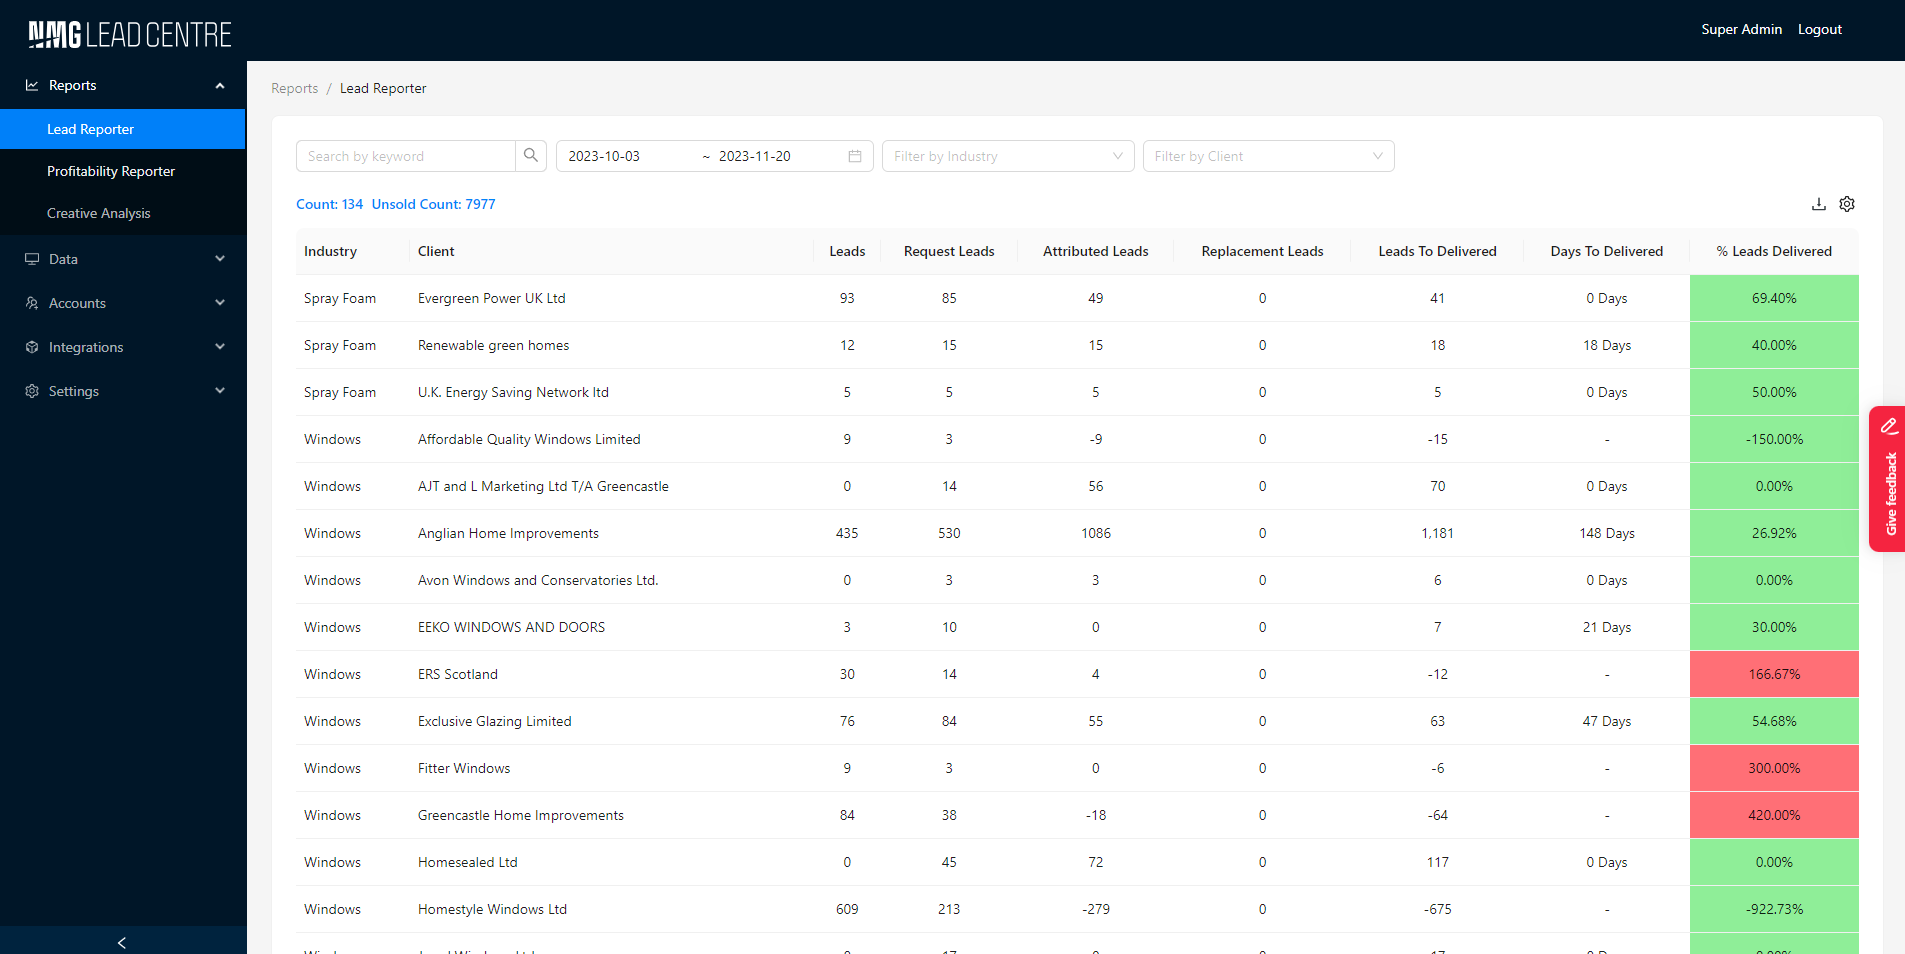 NMG LEAD CENTRE
Super Admin Logout
Reports
Lead Reporter
Profitability Reporter
Creative Analysis
Data
Accounts
Integrations
Settings
Reports / Lead Reporter
Search by keyword 2023-10-03 ~ 2023-11-20 Filter by Industry Filter by Client
Count: 134 Unsold Count: 7977
Industry Client Leads Request Leads Attributed Leads Replacement Leads Leads To Delivered Days To Delivered % Leads Delivered
Spray Foam Evergreen Power UK Ltd 93 85 49 0 41 0 Days 69.40%
Spray Foam Renewable green homes 12 15 15 0 18 18 Days 40.00%
Spray Foam U.K. Energy Saving Network ltd 5 5 5 0 5 0 Days 50.00%
Windows Affordable Quality Windows Limited 9 3 -9 0 -15 - -150.00%
Windows AJT and L Marketing Ltd T/A Greencastle 0 14 56 0 70 0 Days 0.00%
Windows Anglian Home Improvements 435 530 1086 0 1,181 148 Days 26.92%
Windows Avon Windows and Conservatories Ltd. 0 3 3 0 6 0 Days 0.00%
Windows EEKO WINDOWS AND DOORS 3 10 0 0 7 21 Days 30.00%
Windows ERS Scotland 30 14 4 0 -12 - 166.67%
Windows Exclusive Glazing Limited 76 84 55 0 63 47 Days 54.68%
Windows Fitter Windows 9 3 0 0 -6 - 300.00%
Windows Greencastle Home Improvements 84 38 -18 0 -64 - 420.00%
Windows Homesealed Ltd 0 45 72 0 117 0 Days 0.00%
Windows Homestyle Windows Ltd 609 213 -279 0 -675 - -922.73%
Give feedback